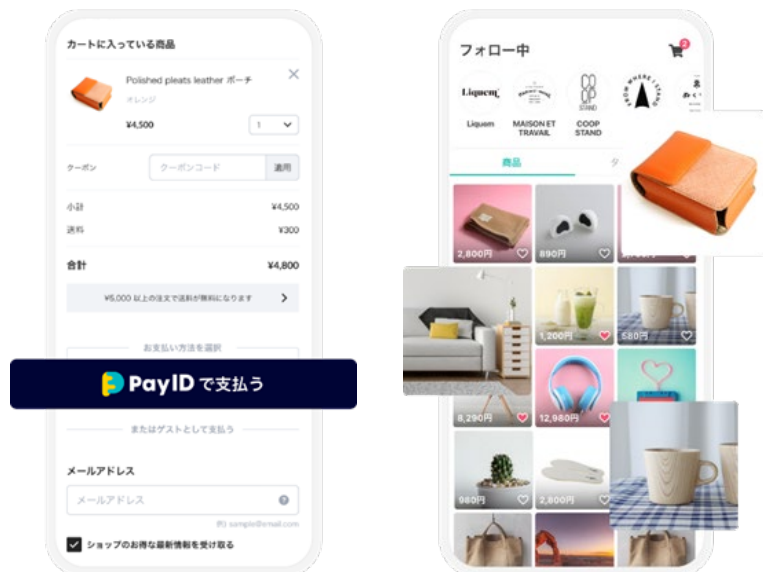 カートに入っている商品
Polished pleats leather ポーチ
オレンジ
¥4,500
1
クーポン
クーポンコード
適用
小計
¥4,500
送料
¥300
合計
¥4,800
¥5,000 以上の注文で送料が無料になります
お支払い方法を選択
PayID で支払う
またはゲストとして支払う
メールアドレス
メールアドレス
例) sample@email.com
ショップのお得な最新情報を受け取る
フォロー中
2
Liquem
COOP
STAND
GROW WHERE I STAND
Liquem
MAISON ET
TRAVAIL
COOP
STAND
商品
2,800円
890円
1,200円
580円
8,290円
12,980円
980円
2,800円